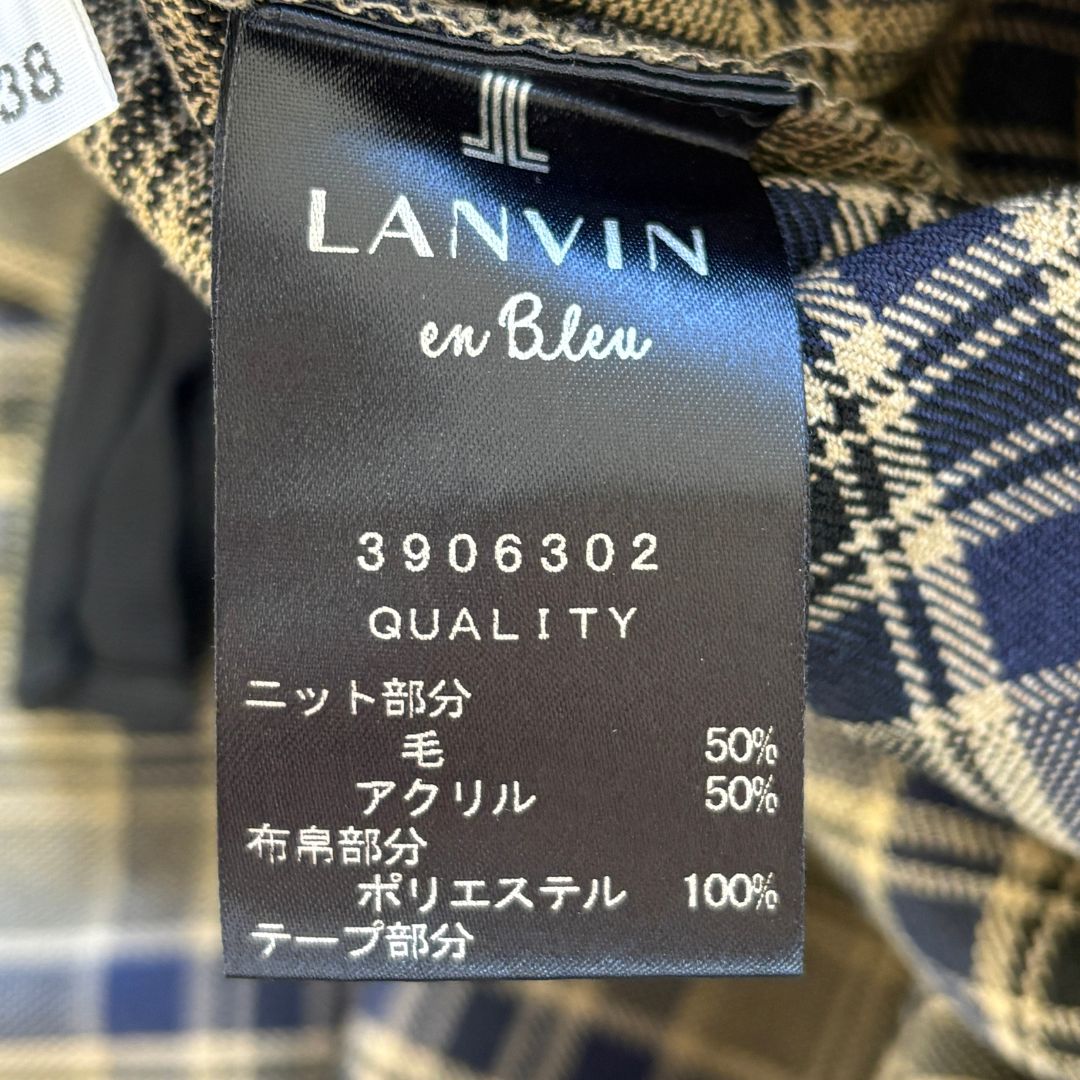 38
LANVIN
en Bleu
3906302
QUALITY
ニット部分
毛 50%
アクリル 50%
布帛部分
ポリエステル 100%
テープ部分